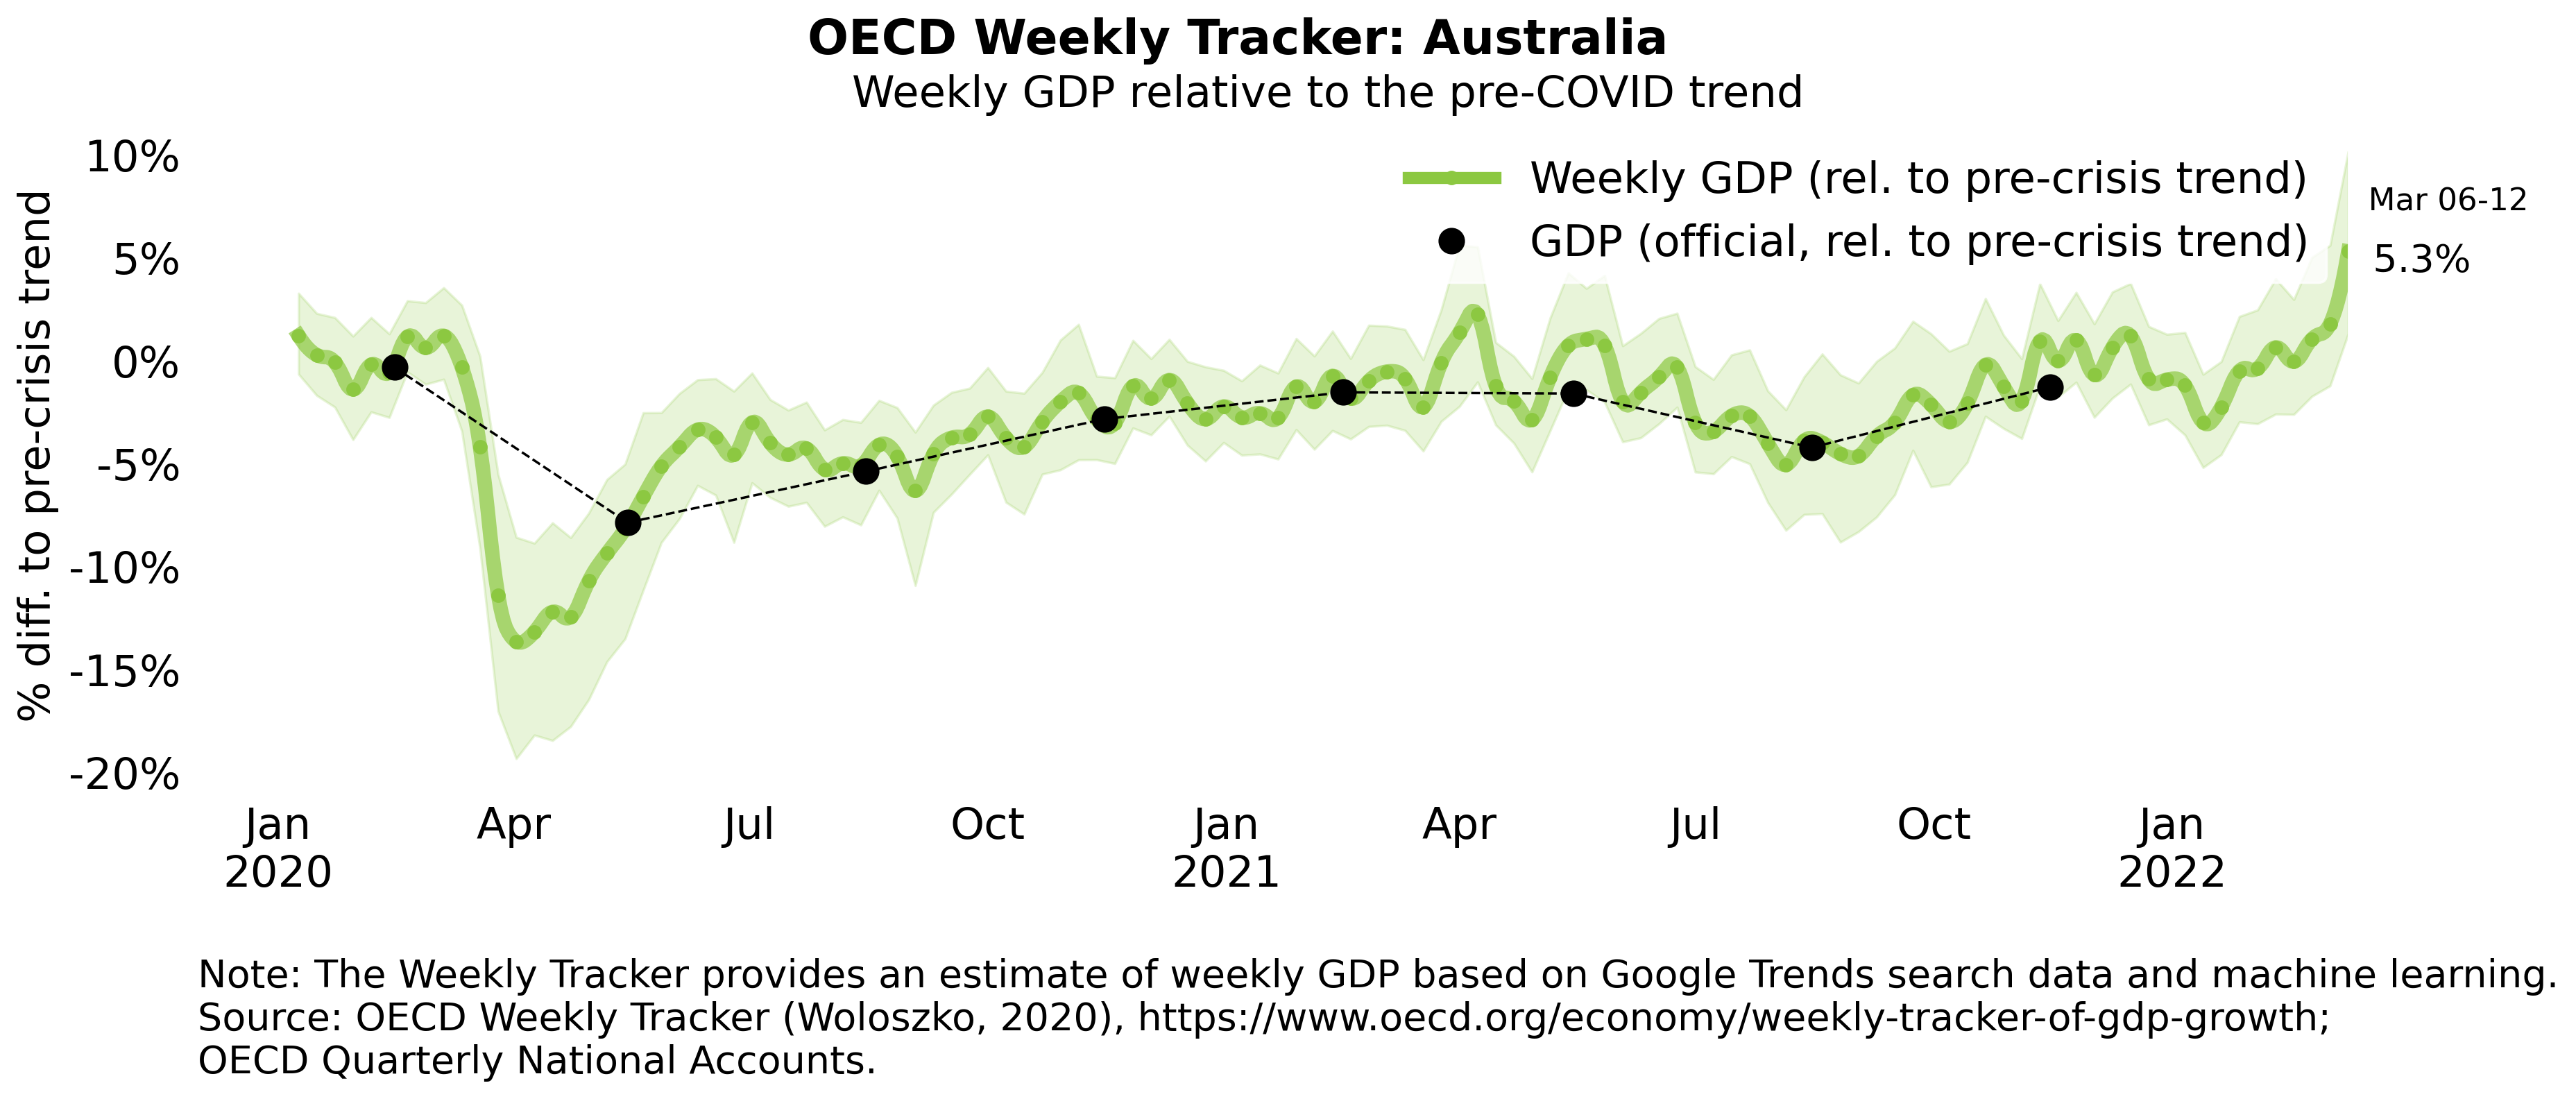 OECD Weekly Tracker: Australia
Weekly GDP relative to the pre-COVID trend
% diff. to pre-crisis trend
10%
5%
0%
-5%
-10%
-15%
-20%
Weekly GDP (rel. to pre-crisis trend)
GDP (official, rel. to pre-crisis trend)
Mar 06-12
5.3%
Jan Apr Jul Oct Jan Apr Jul Oct Jan
2020 2021 2022
Note: The Weekly Tracker provides an estimate of weekly GDP based on Google Trends search data and machine learning.
Source: OECD Weekly Tracker (Woloszko, 2020), https://www.oecd.org/economy/weekly-tracker-of-gdp-growth;
OECD Quarterly National Accounts.